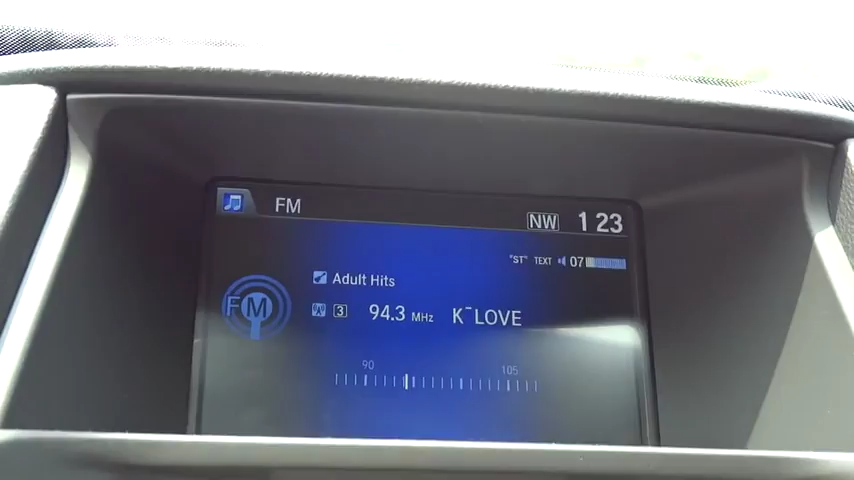 FM
NW 1 23
"ST" TEXT 07
Adult Hits
FM
3 94.3 MHz K-LOVE
90 105